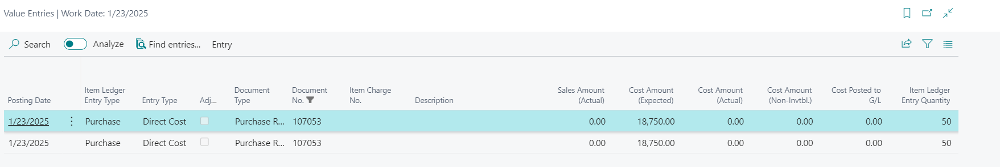 Value Entries | Work Date: 1/23/2025
Search Analyze Find entries... Entry
Posting Date Item Ledger Entry Type Entry Type Adj... Document Type Document No. Item Charge No. Description Sales Amount (Actual) Cost Amount (Expected) Cost Amount (Actual) Cost Amount (Non-Invtbl.) Cost Posted to G/L Item Ledger Entry Quantity
1/23/2025 Purchase Direct Cost Purchase R... 107053 0.00 18,750.00 0.00 0.00 0.00 50
1/23/2025 Purchase Direct Cost Purchase R... 107053 0.00 18,750.00 0.00 0.00 0.00 50